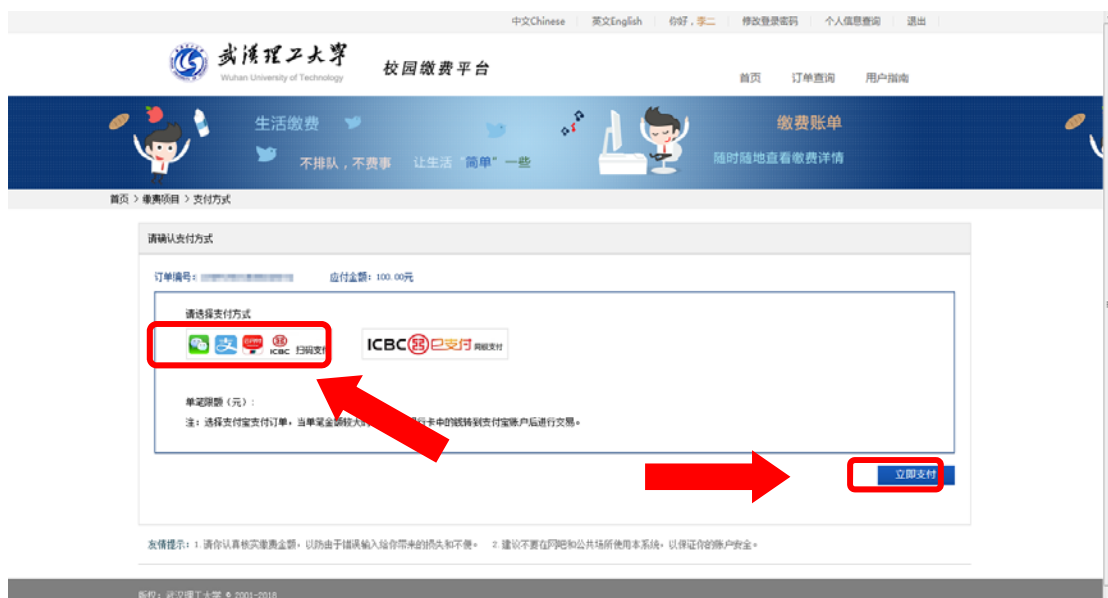 中文Chinese 英文English 你好，李二 修改登录密码 个人信息查询 退出
武汉理工大学
Wuhan University of Technology
校园缴费平台
首页 订单查询 用户指南
生活缴费
不排队，不费事 让生活"简单"一些
缴费账单
随时随地查看缴费详情
首页 > 缴费项目 > 支付方式
请确认支付方式
订单编号： 应付金额：100.00元
请选择支付方式
ICBC 扫码支付
ICBC e支付 网银支付
单笔限额（元）：
注：选择支付宝支付订单，当单笔金额较大 行卡中的钱转到支付宝账户后进行交易。
立即支付
友情提示：1.请你认真核实缴费金额，以防由于错误输入给你带来的损失和不便。 2.建议不要在网吧和公共场所使用本系统，以保证你的账户安全。
版权：武汉理工大学 © 2001-2018